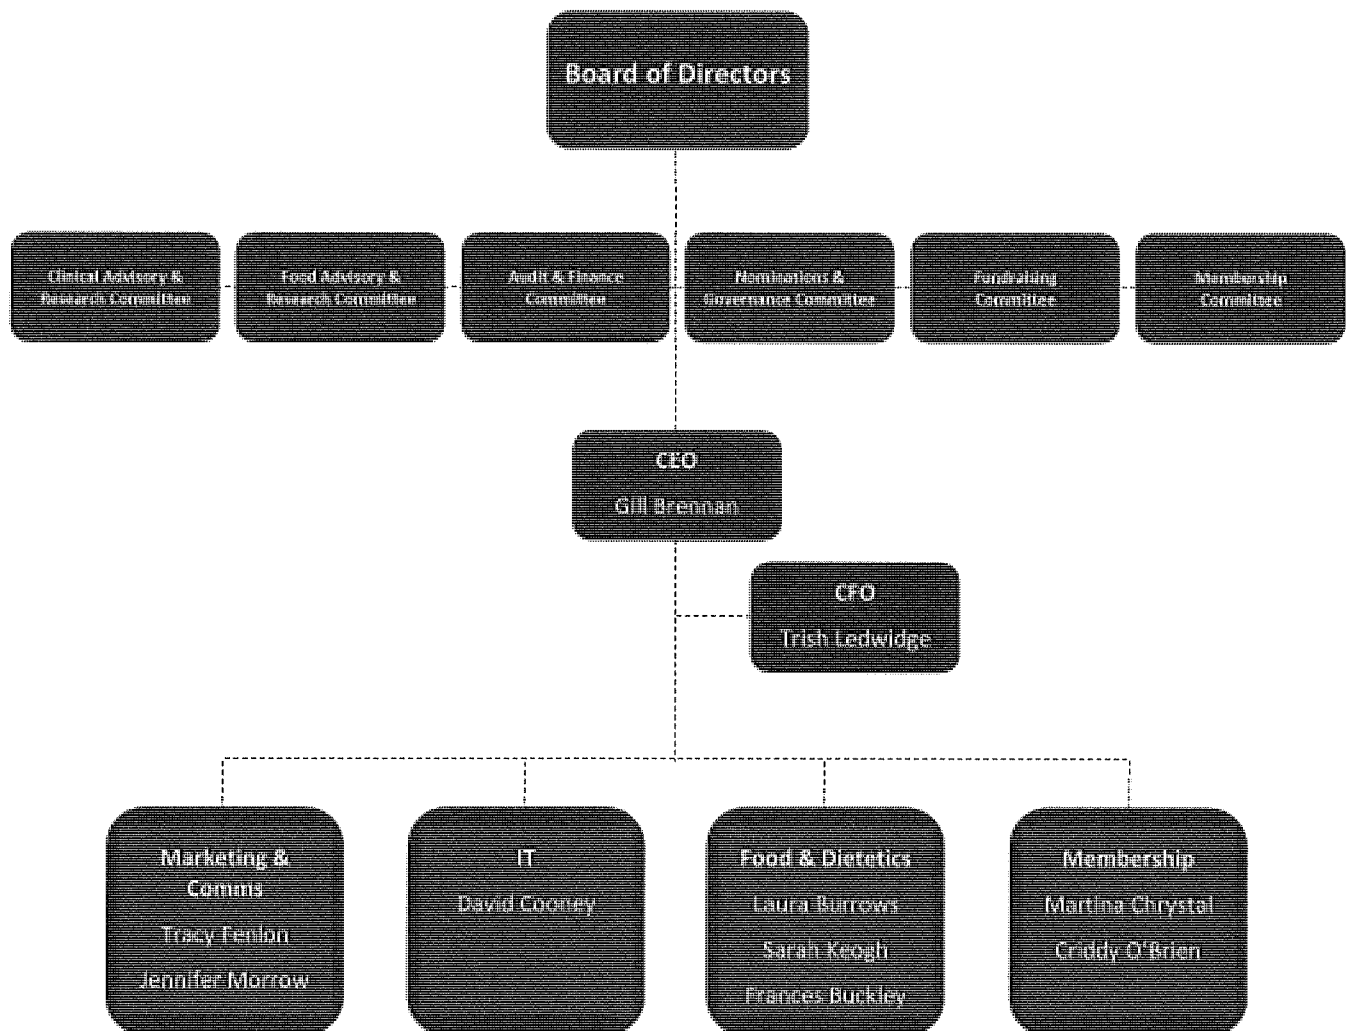 Board of Directors
Clinical Advisory &
Research Committee
Food Advisory &
Research Committee
Audit & Finance
Committee
Nominations &
Governance Committee
Fundraising
Committee
Membership
Committee
CEO
Gill Brennan
CFO
Trish Ledwidge
Marketing &
Comms
Tracy Fenlon
Jennifer Morrow
IT
David Cooney
Food & Dietetics
Laura Burrows
Sarah Keogh
Frances Buckley
Membership
Martina Chrystal
Criddy O'Brien